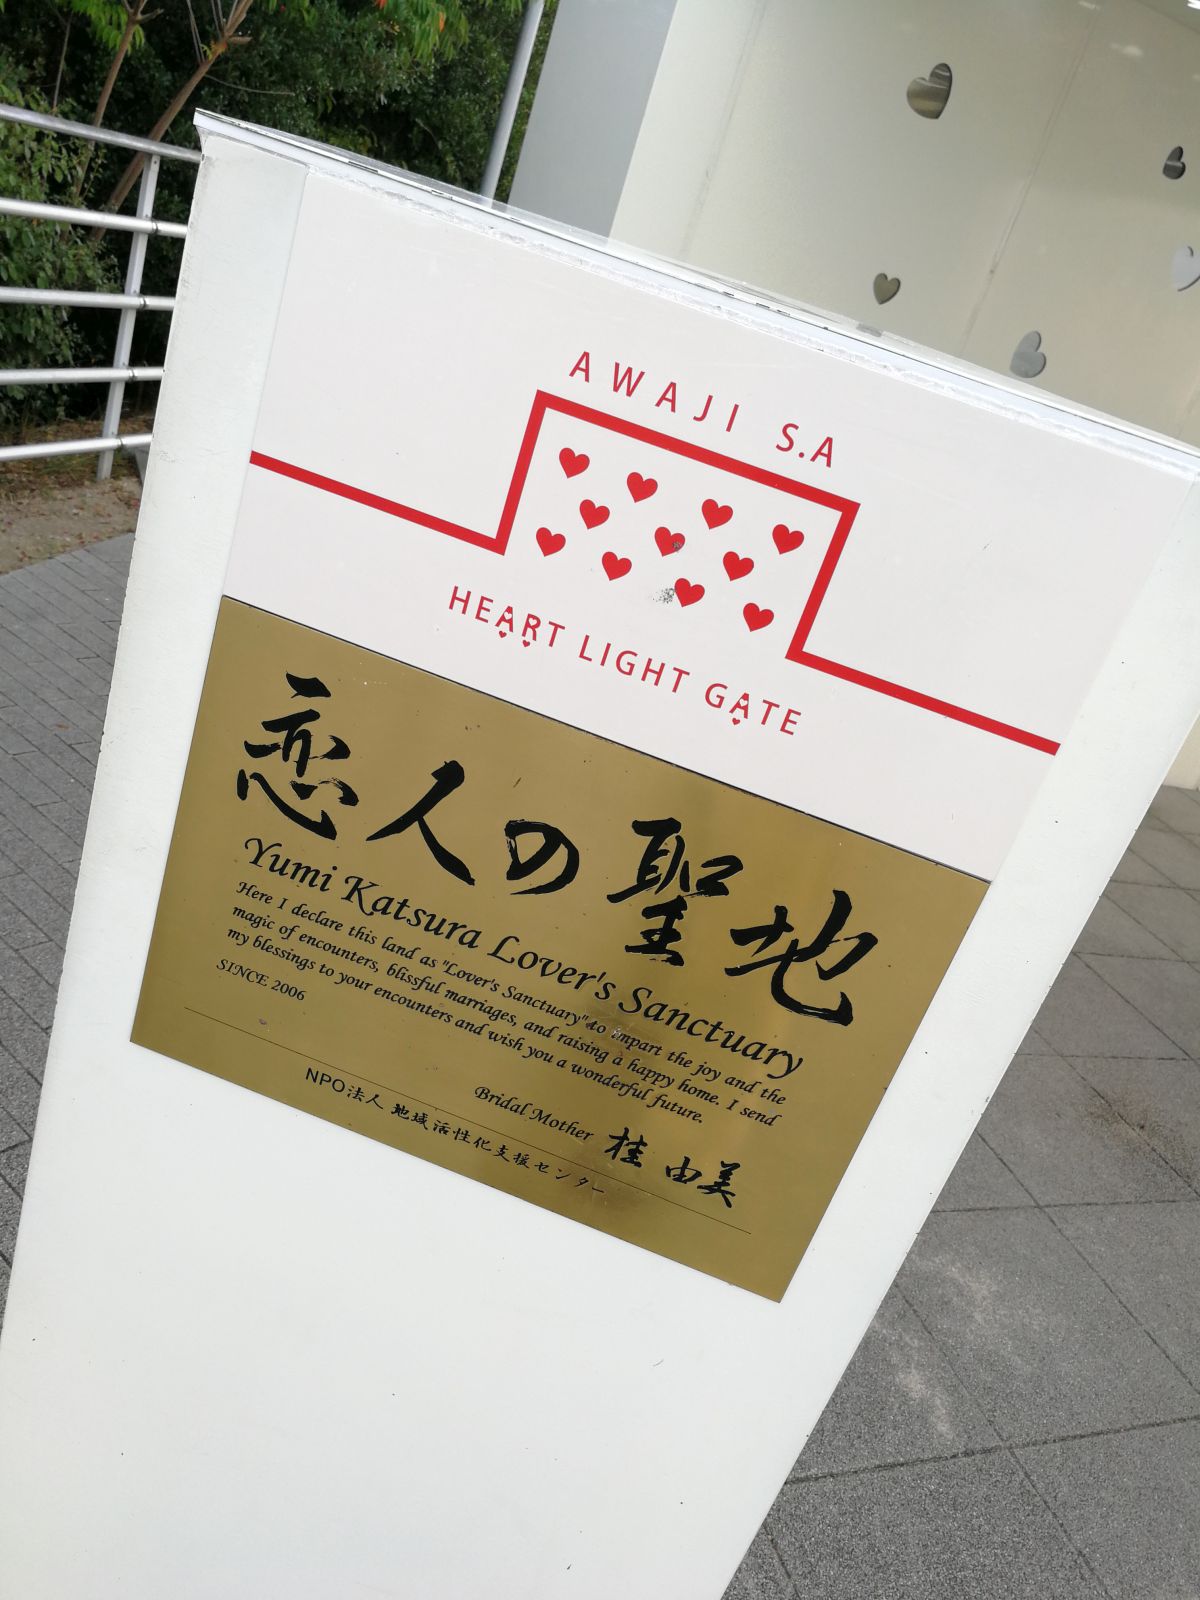 AWAJI S.A
HEART LIGHT GATE
恋人の聖地
Yumi Katsura Lover's Sanctuary
Here I declare this land as "Lover's Sanctuary" to impart the joy and the
magic of encounters, blissful marriages, and raising a happy home. I send
my blessings to your encounters and wish you a wonderful future.
SINCE 2006
Bridal Mother 桂 由美
NPO法人 地域活性化支援センター